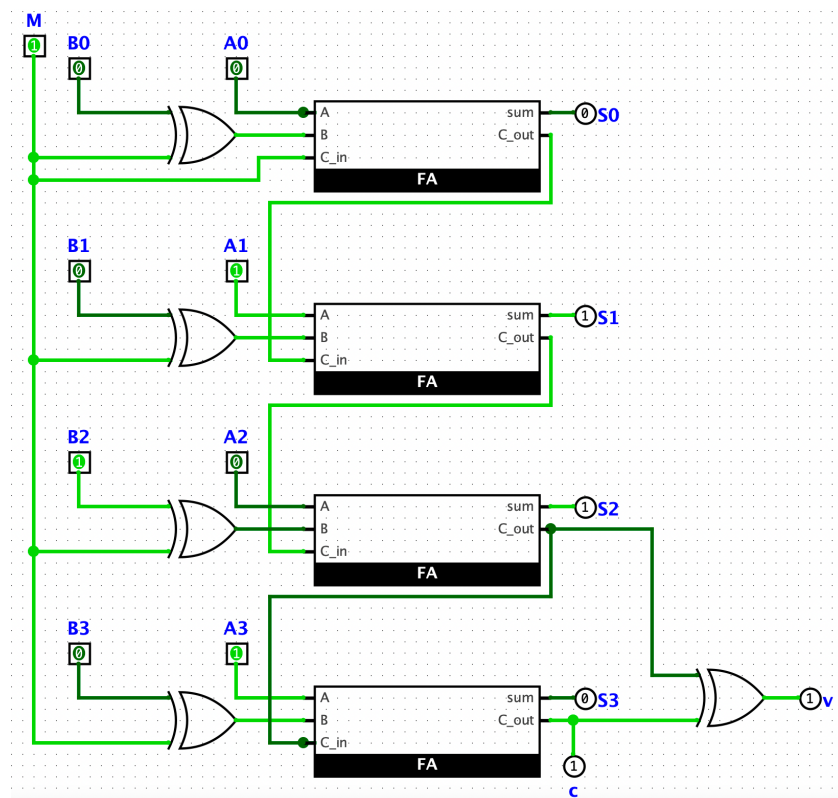 M
B0 A0
1
0 0
A sum 0 S0
B C_out
C_in
FA
B1 A1
0 1
A sum 1 S1
B C_out
C_in
FA
B2 A2
1 0
A sum 1 S2
B C_out
C_in
FA
B3 A3
0 1
A sum 0 S3
B C_out 1 v
C_in
FA
1
c